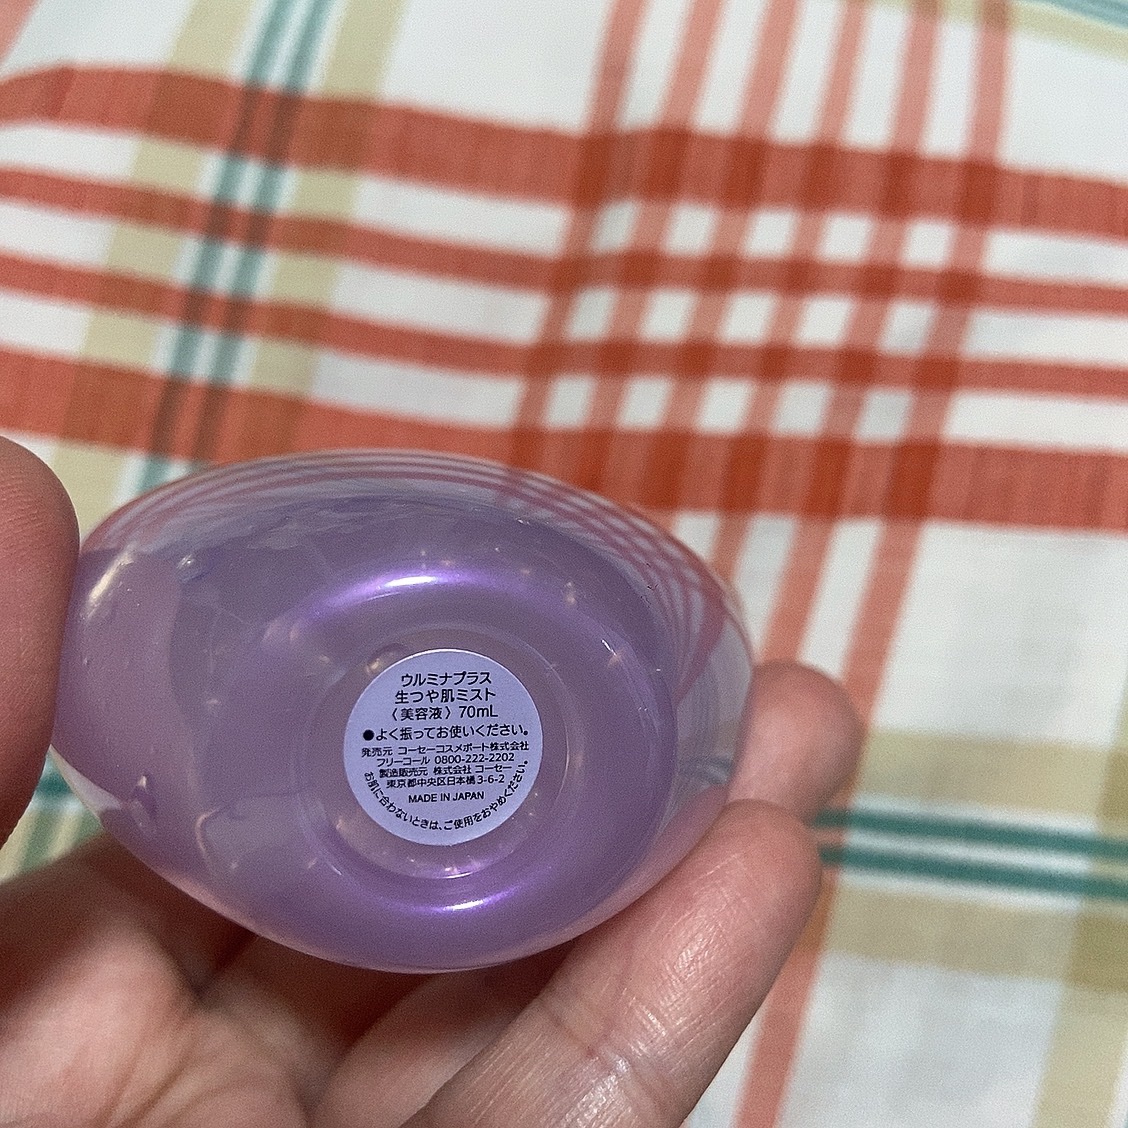 ウルミナプラス
生つや肌ミスト
〈美容液〉70mL
●よく振ってお使いください。
発売元 コーセーコスメポート株式会社
フリーコール 0800-222-2202
製造販売元 株式会社 コーセー
東京都中央区日本橋3-6-2
MADE IN JAPAN
お肌に合わないときは、ご使用をおやめください。